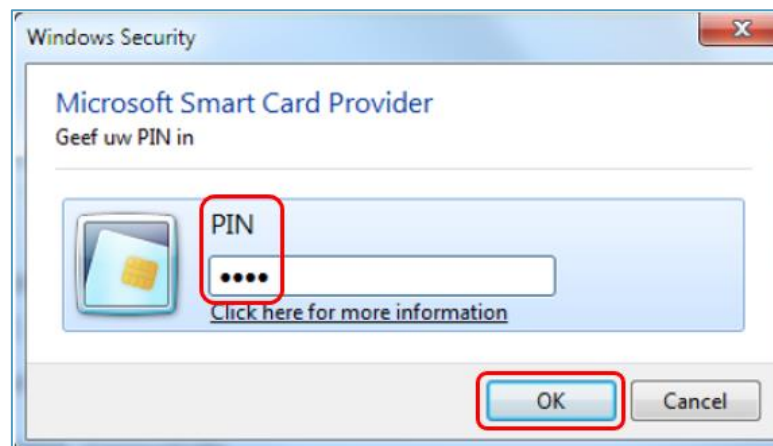 Windows Security
Microsoft Smart Card Provider
Geef uw PIN in
PIN
••••
Click here for more information
OK
Cancel